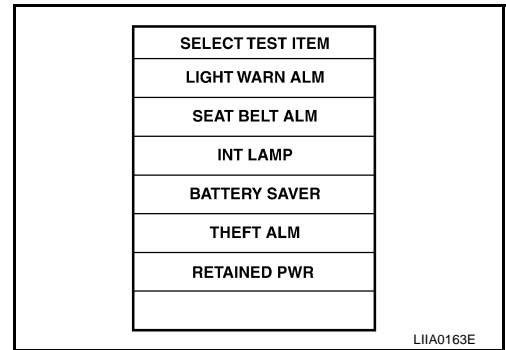 SELECT TEST ITEM
LIGHT WARN ALM
SEAT BELT ALM
INT LAMP
BATTERY SAVER
THEFT ALM
RETAINED PWR
LIIA0163E